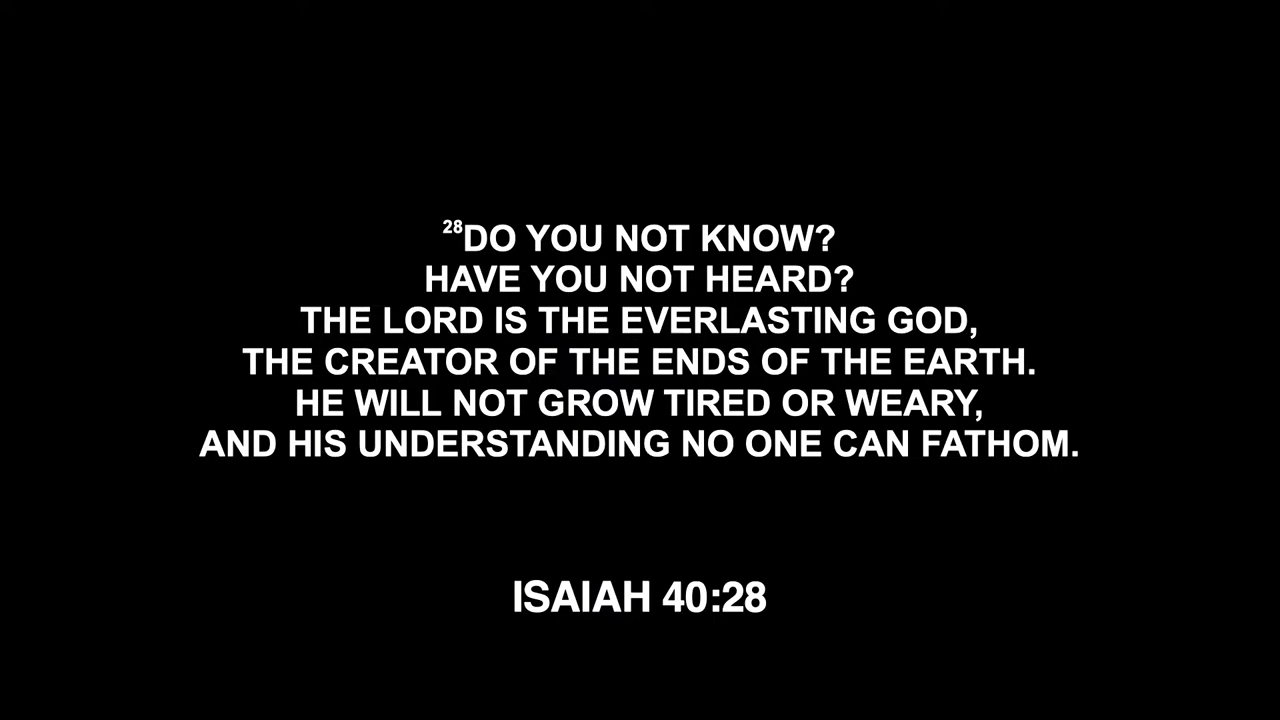 28DO YOU NOT KNOW?
HAVE YOU NOT HEARD?
THE LORD IS THE EVERLASTING GOD,
THE CREATOR OF THE ENDS OF THE EARTH.
HE WILL NOT GROW TIRED OR WEARY,
AND HIS UNDERSTANDING NO ONE CAN FATHOM.
ISAIAH 40:28